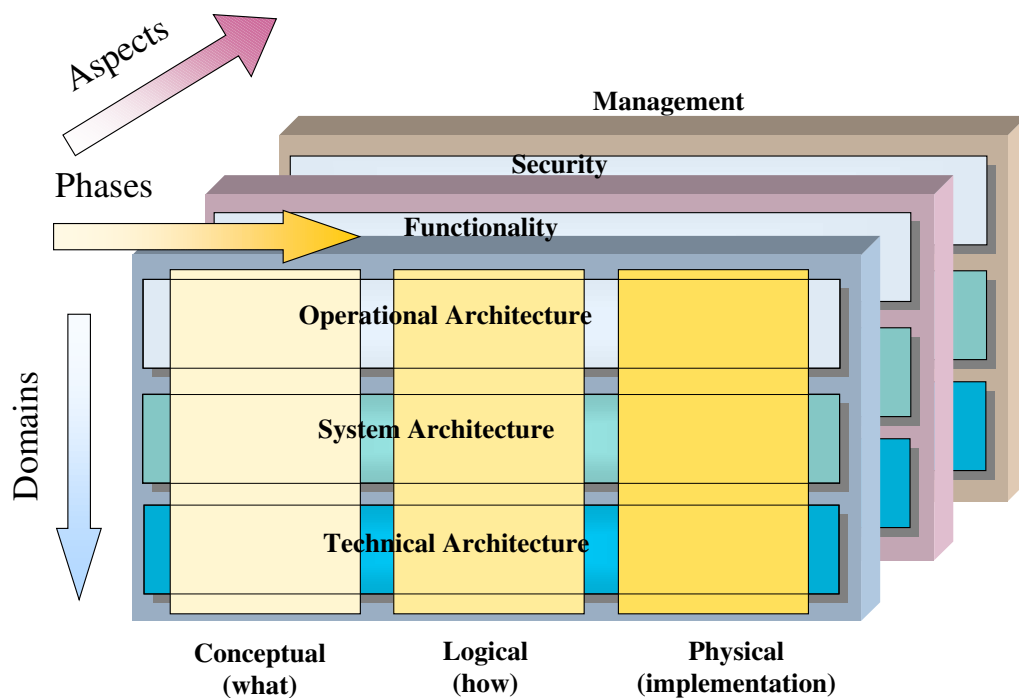 Aspects
Management
Security
Phases
Functionality
Operational Architecture
System Architecture
Domains
Technical Architecture
Conceptual
(what)
Logical
(how)
Physical
(implementation)